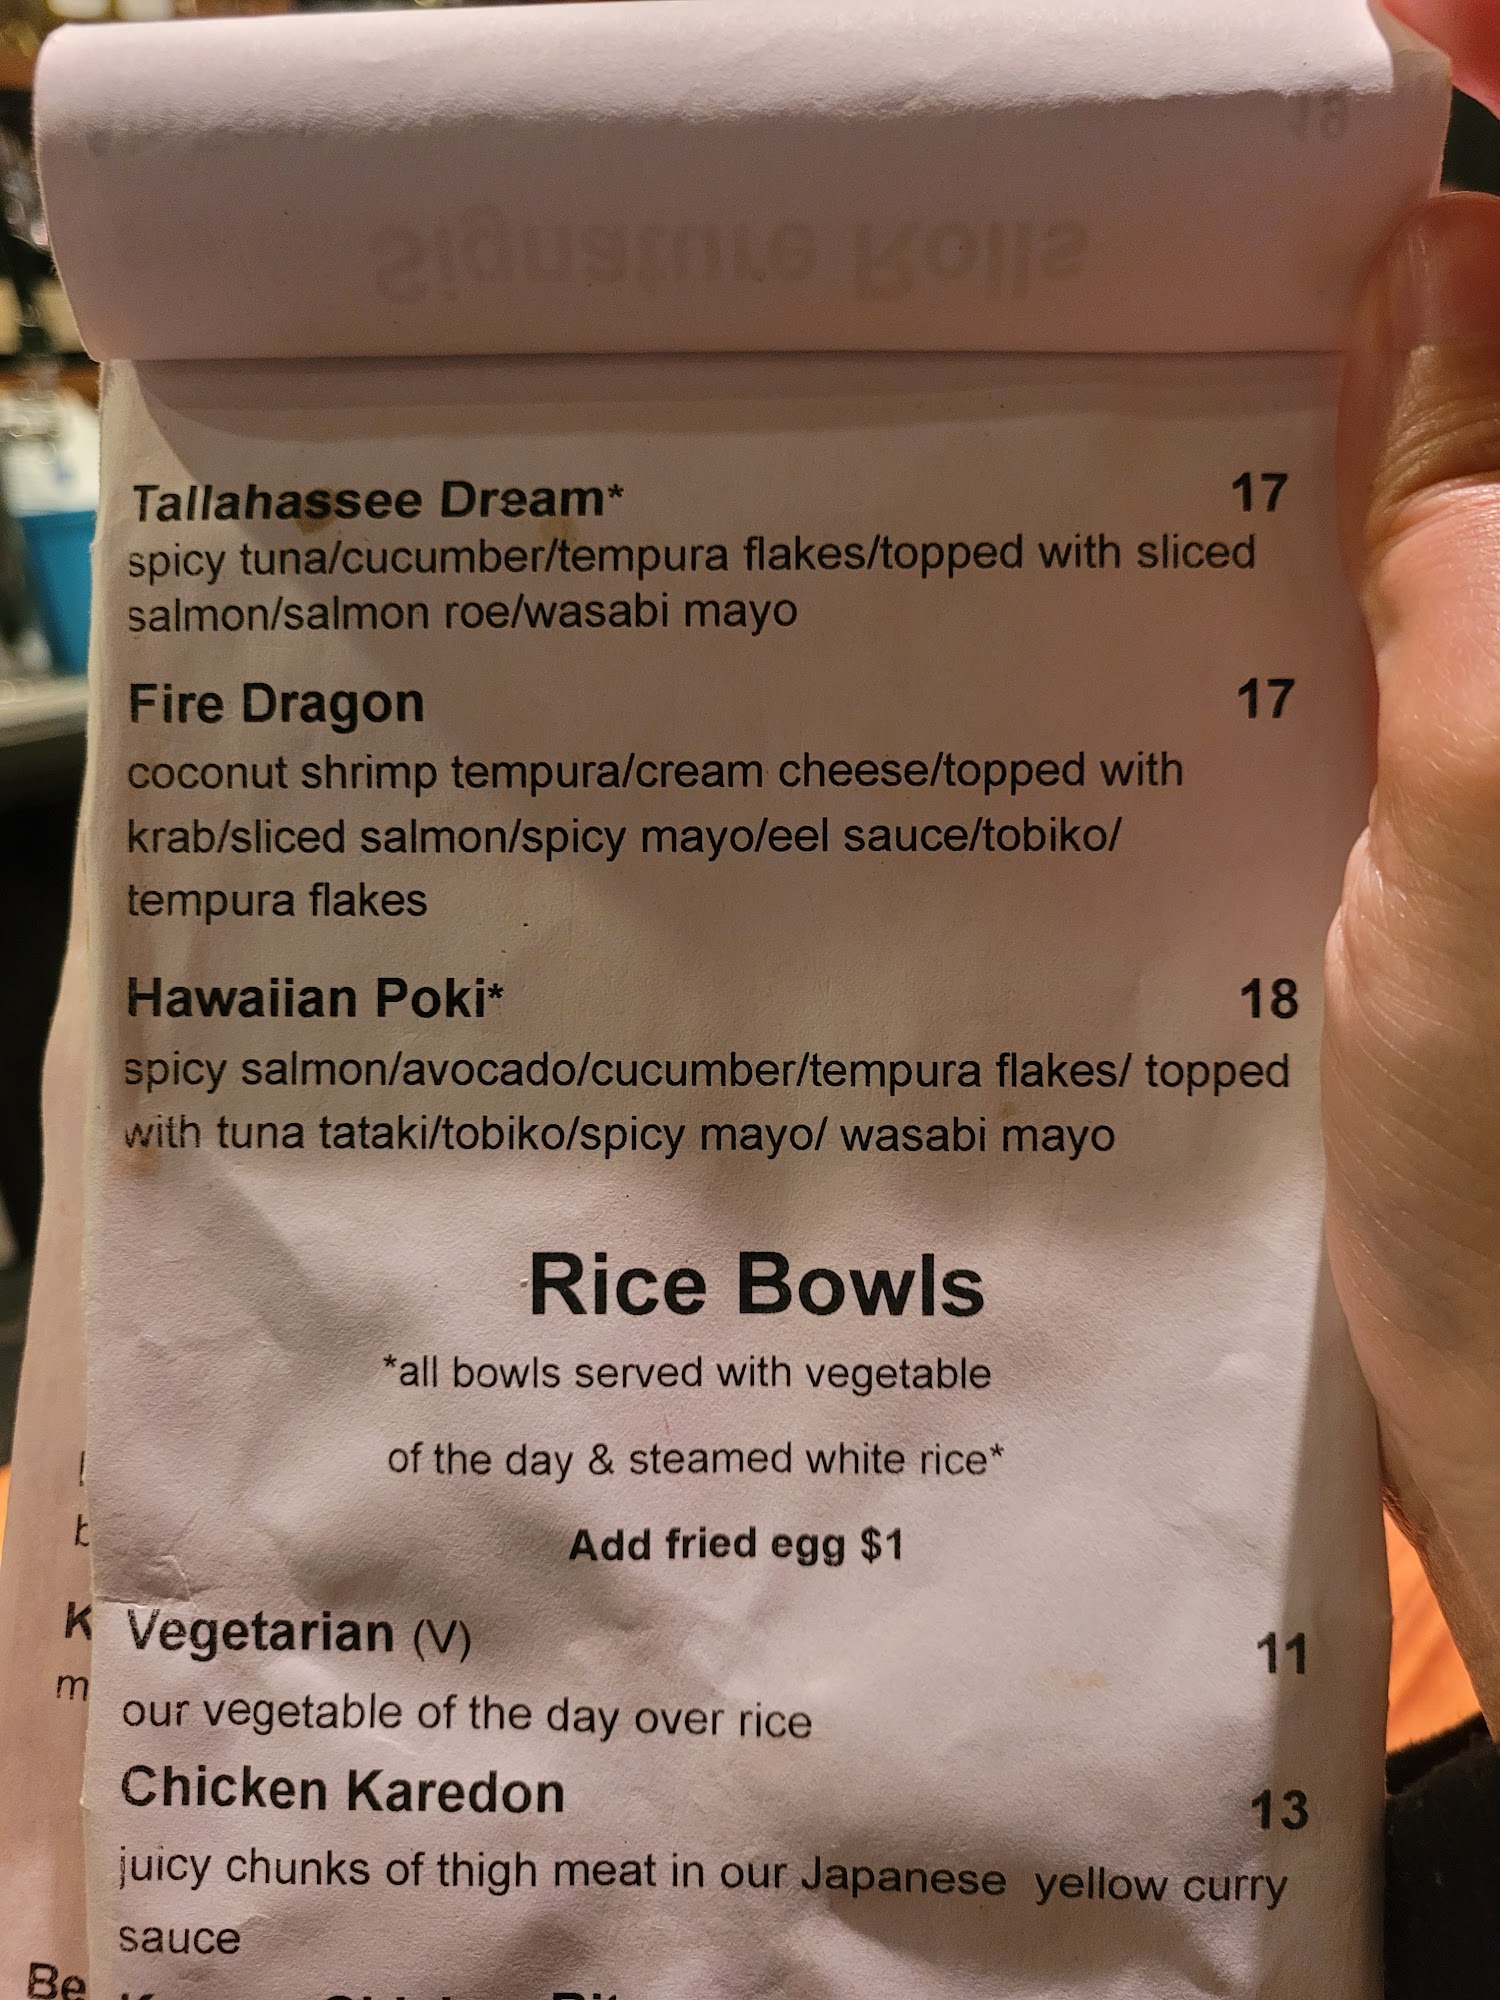 19
Signature Rolls
Tallahassee Dream* 17
spicy tuna/cucumber/tempura flakes/topped with sliced
salmon/salmon roe/wasabi mayo
Fire Dragon 17
coconut shrimp tempura/cream cheese/topped with
krab/sliced salmon/spicy mayo/eel sauce/tobiko/
tempura flakes
Hawaiian Poki* 18
spicy salmon/avocado/cucumber/tempura flakes/ topped
with tuna tataki/tobiko/spicy mayo/ wasabi mayo
Rice Bowls
*all bowls served with vegetable
of the day & steamed white rice*
Add fried egg $1
Vegetarian (V) 11
our vegetable of the day over rice
Chicken Karedon 13
juicy chunks of thigh meat in our Japanese yellow curry
sauce